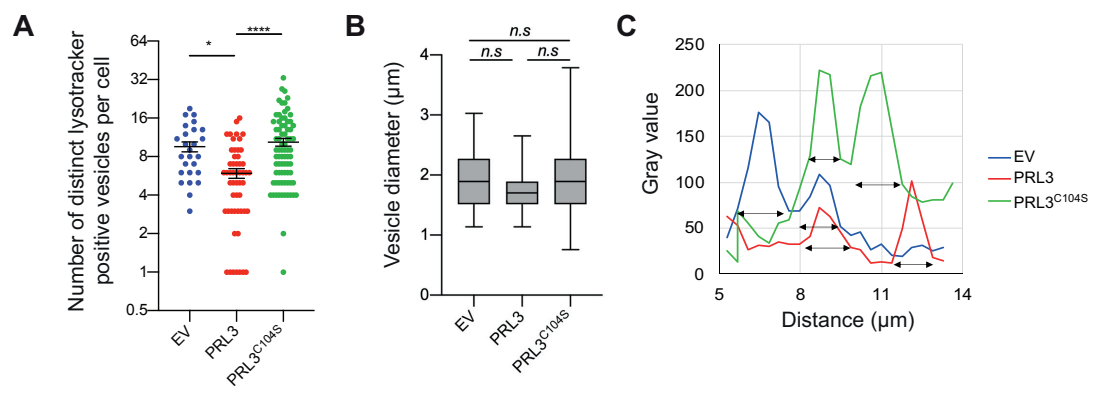 A
Number of distinct lysotracker
positive vesicles per cell
64
32
16
8
4
2
1
0.5
*
****
EV
PRL3
PRL3C104S
B
Vesicle diameter (μm)
4
3
2
1
0
n.s
n.s
n.s
EV
PRL3
PRL3C104S
C
Gray value
250
200
150
100
50
0
5
8
11
14
Distance (μm)
EV
PRL3
PRL3C104S